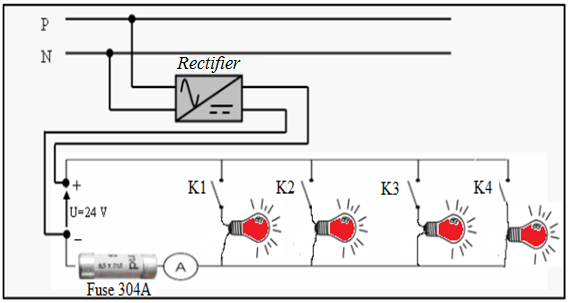 P
N
Rectifier
+
U=24 V
−
K1 K2 K3 K4
A
Fuse 304A